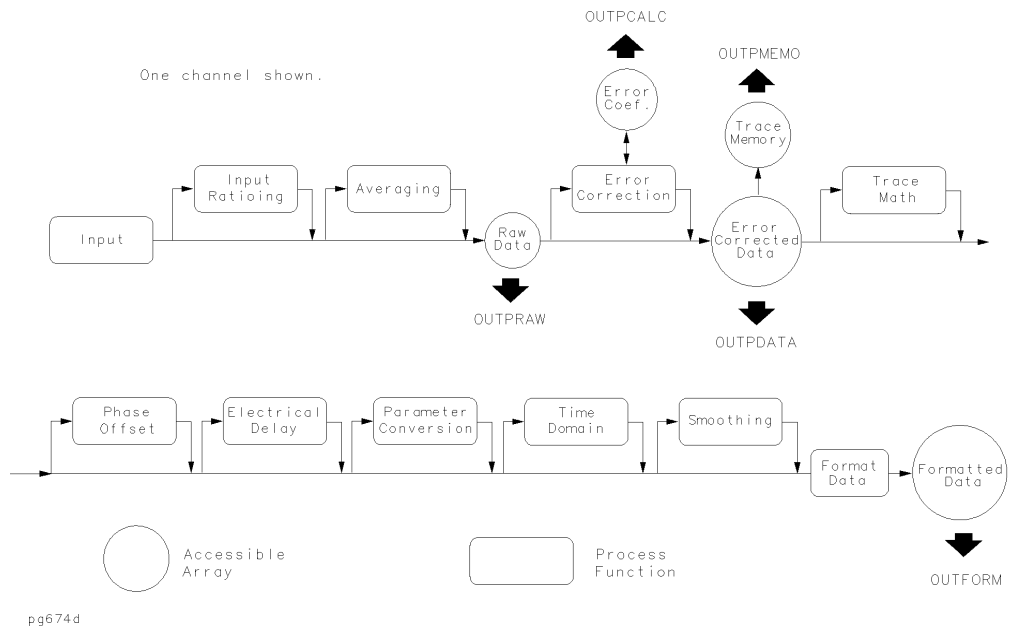 OUTPCALC
OUTPMEMO
One channel shown.
Error
Coef.
Trace
Memory
Input
Ratioing
Averaging
Error
Correction
Trace
Math
Input
Raw
Data
Error
Corrected
Data
OUTPRAW
OUTPDATA
Phase
Offset
Electrical
Delay
Parameter
Conversion
Time
Domain
Smoothing
Format
Data
Formatted
Data
Accessible
Array
Process
Function
OUTFORM
pg674d